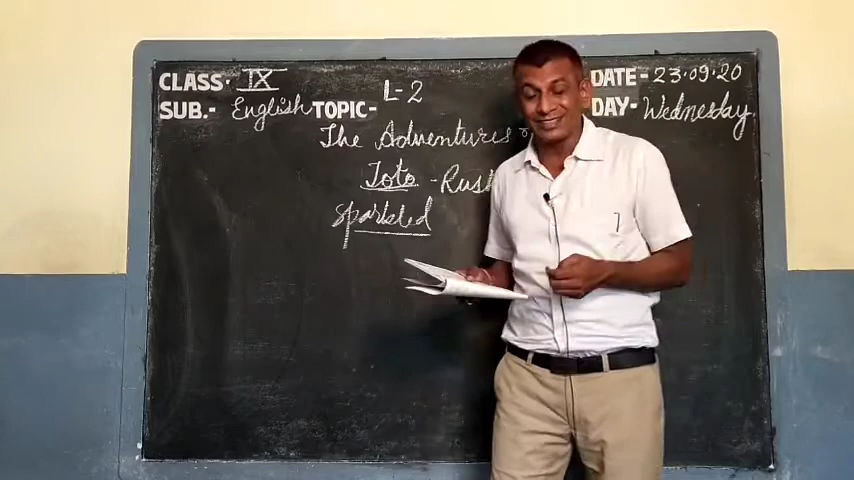 CLASS- IX L-2 DATE- 23.09.20
SUB.- English TOPIC - DAY- Wednesday
The Adventures
Toto - Rusk
sparkled